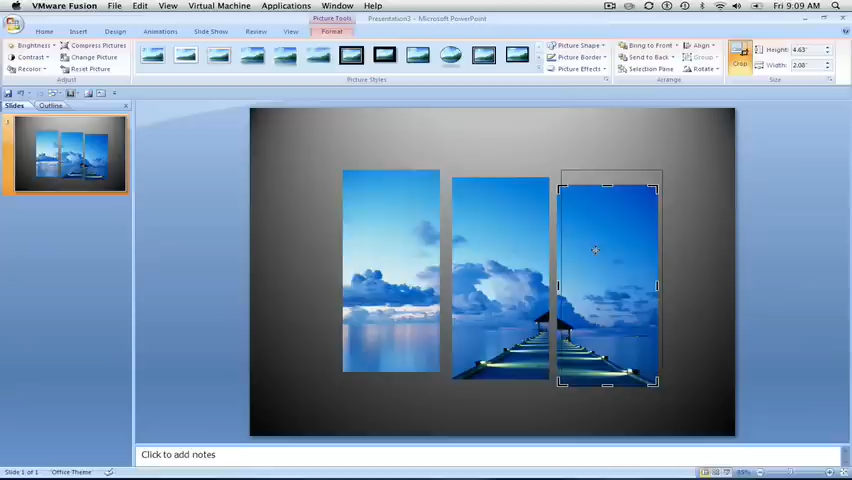 VMware Fusion File Edit View Virtual Machine Applications Window Help Fri 9:09 AM
Picture Tools Presentation3 - Microsoft PowerPoint
Home Insert Design Animations Slide Show Review View Format
Brightness Compress Pictures Picture Shape Bring to Front Align Height: 4.63"
Contrast Change Picture Picture Border Send to Back Group Crop Width: 2.08"
Recolor Reset Picture Picture Effects Selection Pane Rotate
Adjust Picture Styles Arrange Size
Slides Outline
1
Click to add notes
Slide 1 of 1 "Office Theme" 85%